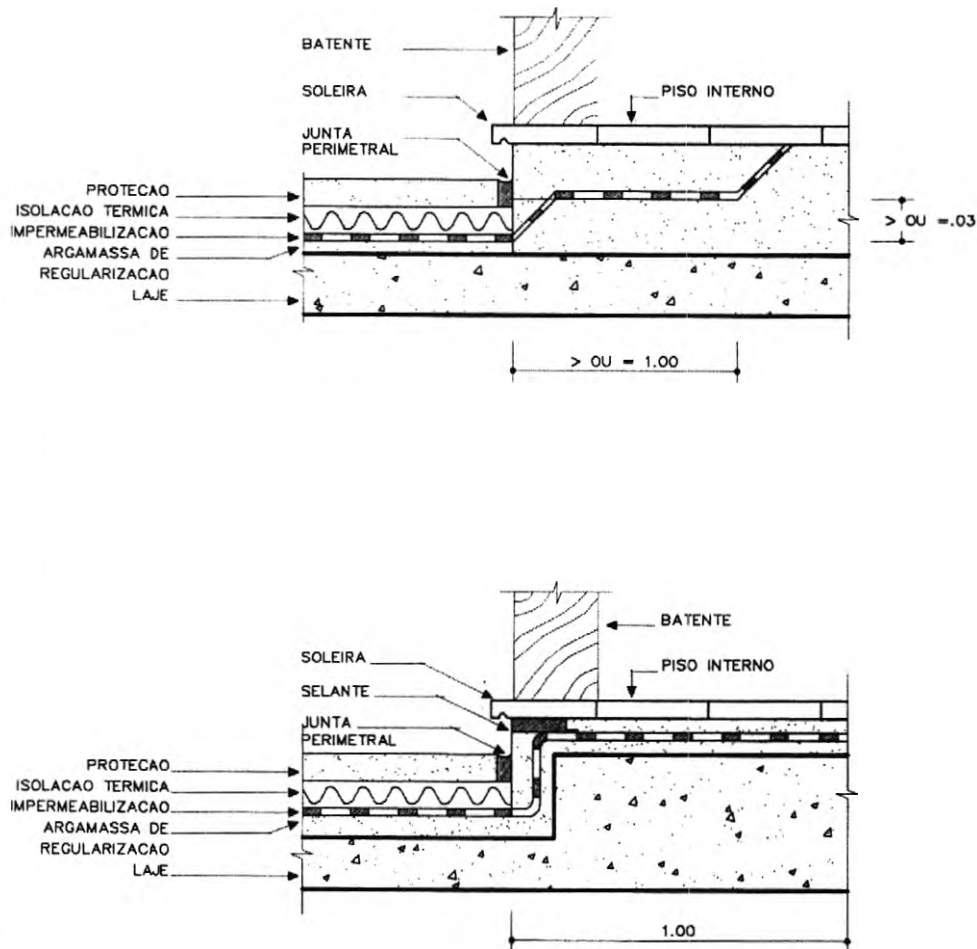 BATENTE
SOLEIRA
PISO INTERNO
JUNTA
PERIMETRAL
PROTECAO
ISOLACAO TERMICA
IMPERMEABILIZACAO
ARGAMASSA DE
REGULARIZACAO
LAJE
> OU =.03
> OU = 1.00
BATENTE
SOLEIRA
PISO INTERNO
SELANTE
JUNTA
PERIMETRAL
PROTECAO
ISOLACAO TERMICA
IMPERMEABILIZACAO
ARGAMASSA DE
REGULARIZACAO
LAJE
1.00